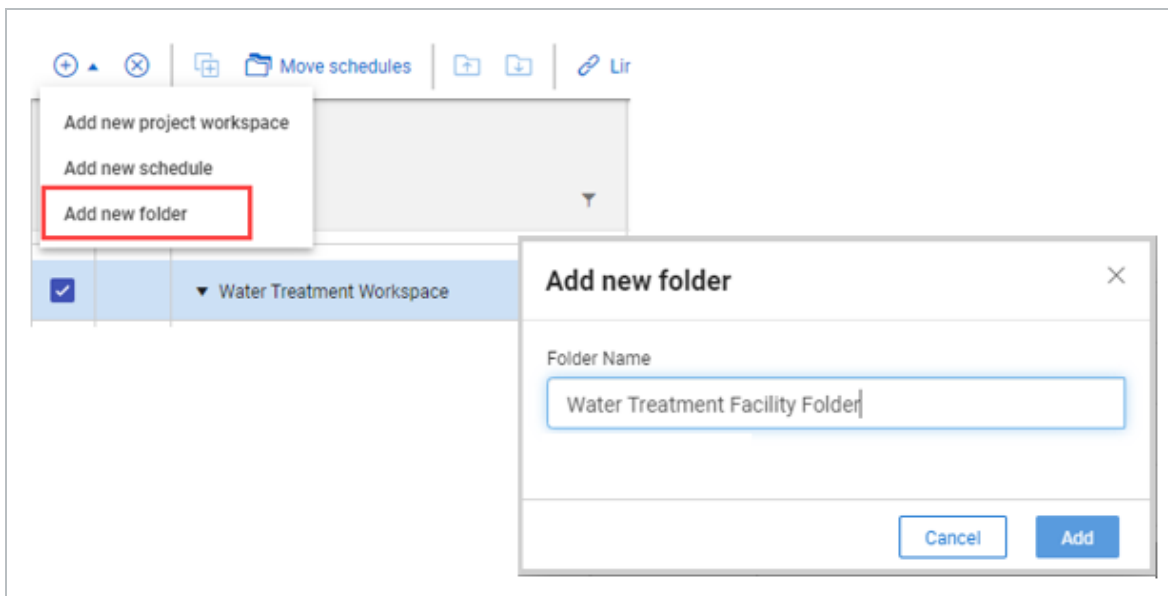 Move schedules
Lin
Add new project workspace
Add new schedule
Add new folder
Water Treatment Workspace
Add new folder
Folder Name
Water Treatment Facility Folder
Cancel
Add